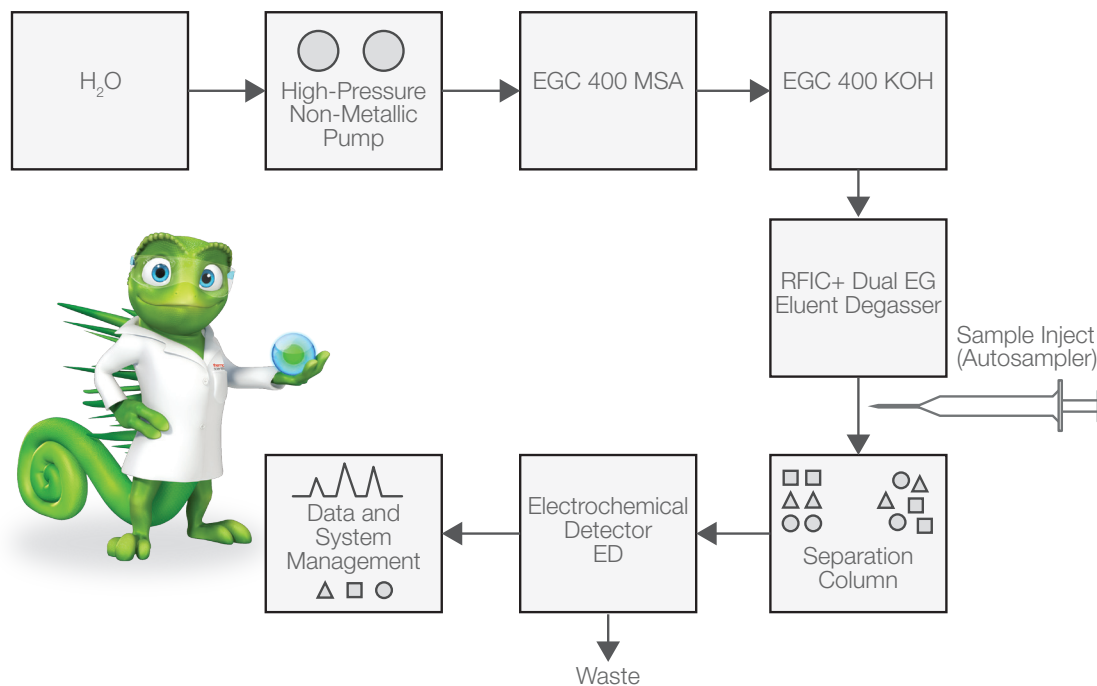 H₂O
High-Pressure
Non-Metallic
Pump
EGC 400 MSA
EGC 400 KOH
RFIC+ Dual EG
Eluent Degasser
Sample Inject
(Autosampler)
Separation
Column
Electrochemical
Detector
ED
Data and
System
Management
Waste